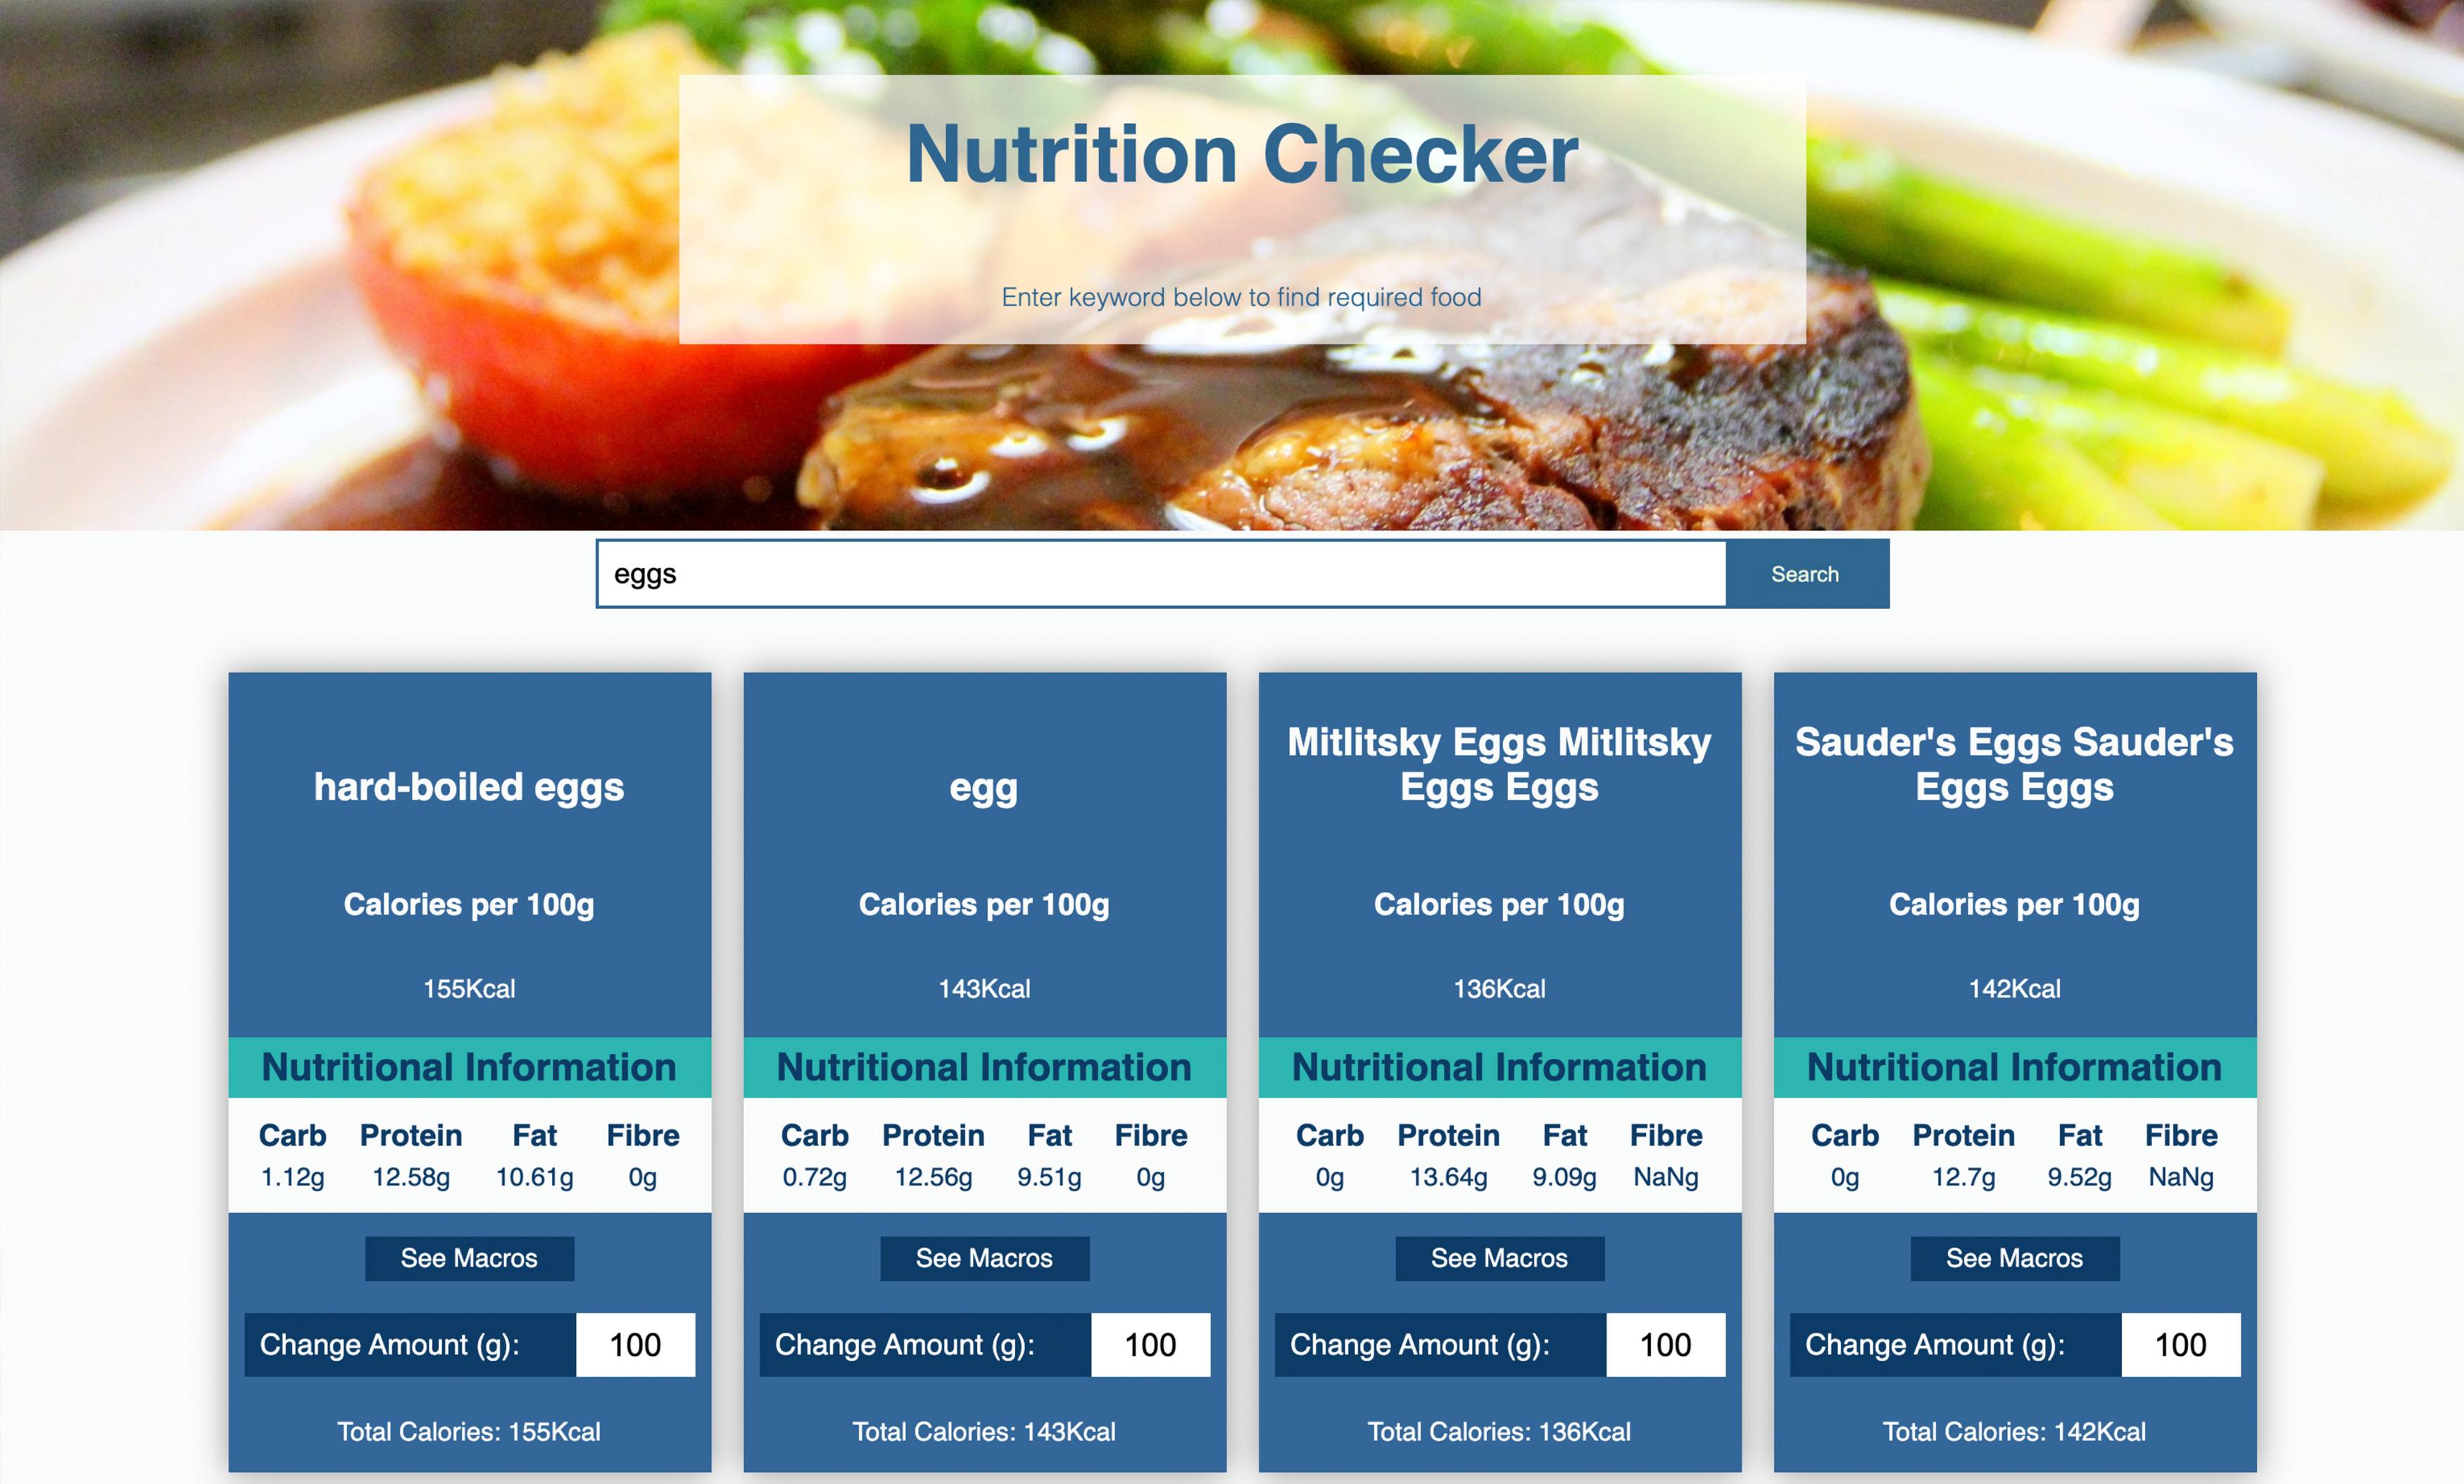 Nutrition Checker
Enter keyword below to find required food
eggs
Search
hard-boiled eggs
Calories per 100g
155Kcal
Nutritional Information
Carb Protein Fat Fibre
1.12g 12.58g 10.61g 0g
See Macros
Change Amount (g): 100
Total Calories: 155Kcal
egg
Calories per 100g
143Kcal
Nutritional Information
Carb Protein Fat Fibre
0.72g 12.56g 9.51g 0g
See Macros
Change Amount (g): 100
Total Calories: 143Kcal
Mitlitsky Eggs Mitlitsky
Eggs Eggs
Calories per 100g
136Kcal
Nutritional Information
Carb Protein Fat Fibre
0g 13.64g 9.09g NaNg
See Macros
Change Amount (g): 100
Total Calories: 136Kcal
Sauder's Eggs Sauder's
Eggs Eggs
Calories per 100g
142Kcal
Nutritional Information
Carb Protein Fat Fibre
0g 12.7g 9.52g NaNg
See Macros
Change Amount (g): 100
Total Calories: 142Kcal